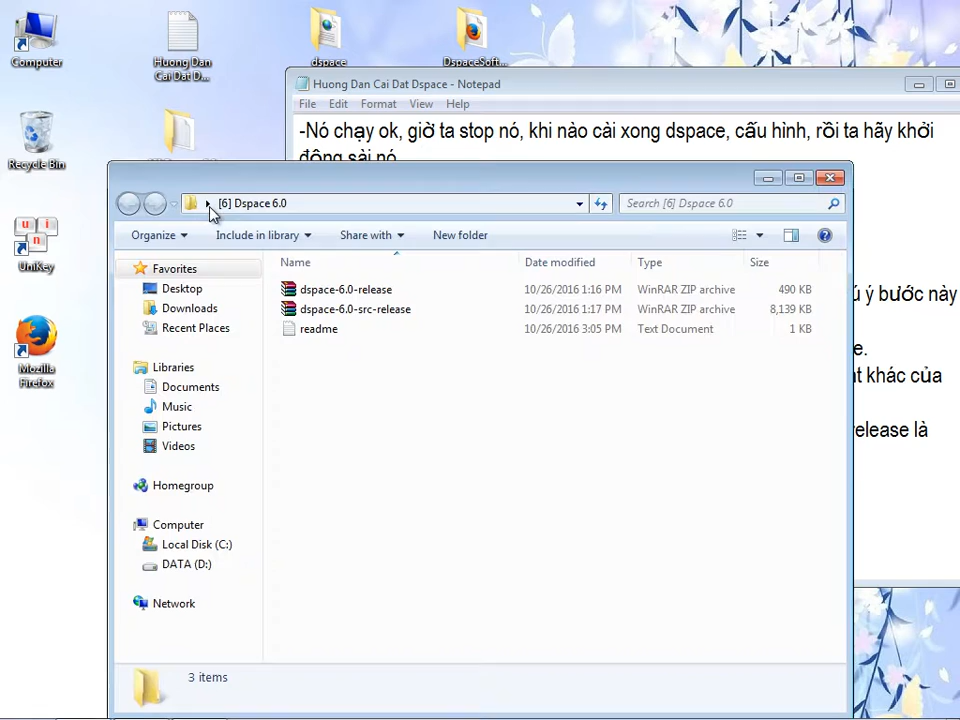 Computer
Huong Dan
Cai Dat D...
dspace
DspaceSoft...
Recycle Bin
UniKey
Mozilla
Firefox
Huong Dan Cai Dat Dspace - Notepad
File Edit Format View Help
-Nó chạy ok, giờ ta stop nó, khi nào cài xong dspace, cấu hình, rồi ta hãy khởi
động sài nó
ú ý bước này
e.
t khác của
elease là
[6] Dspace 6.0
Search [6] Dspace 6.0
Organize Include in library Share with New folder
Name Date modified Type Size
dspace-6.0-release 10/26/2016 1:16 PM WinRAR ZIP archive 490 KB
dspace-6.0-src-release 10/26/2016 1:17 PM WinRAR ZIP archive 8,139 KB
readme 10/26/2016 3:05 PM Text Document 1 KB
Favorites
Desktop
Downloads
Recent Places
Libraries
Documents
Music
Pictures
Videos
Homegroup
Computer
Local Disk (C:)
DATA (D:)
Network
3 items